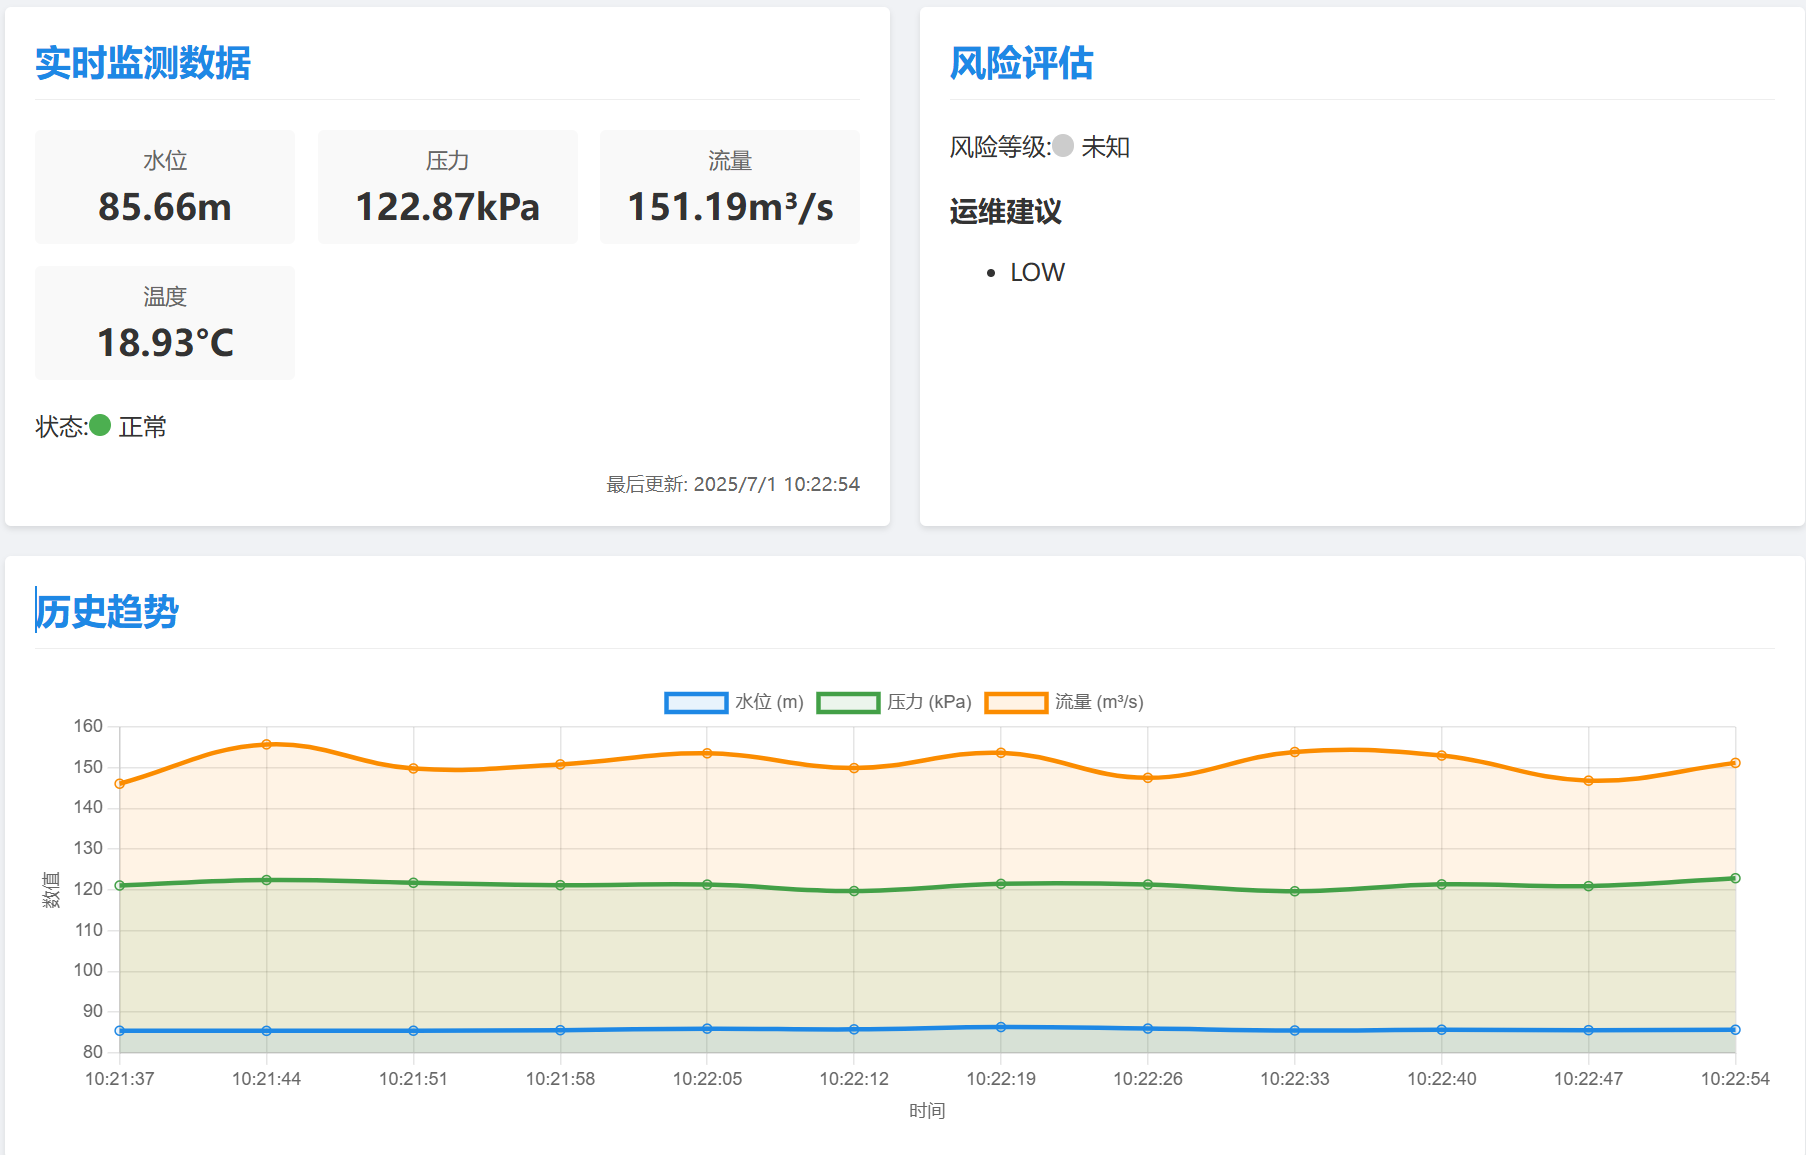 实时监测数据
水位
85.66m
压力
122.87kPa
流量
151.19m³/s
温度
18.93°C
状态: 正常
最后更新: 2025/7/1 10:22:54
风险评估
风险等级: 未知
运维建议
LOW
历史趋势
水位 (m) 压力 (kPa) 流量 (m³/s)
160
150
140
130
120
110
100
90
80
数值
10:21:37 10:21:44 10:21:51 10:21:58 10:22:05 10:22:12 10:22:19 10:22:26 10:22:33 10:22:40 10:22:47 10:22:54
时间